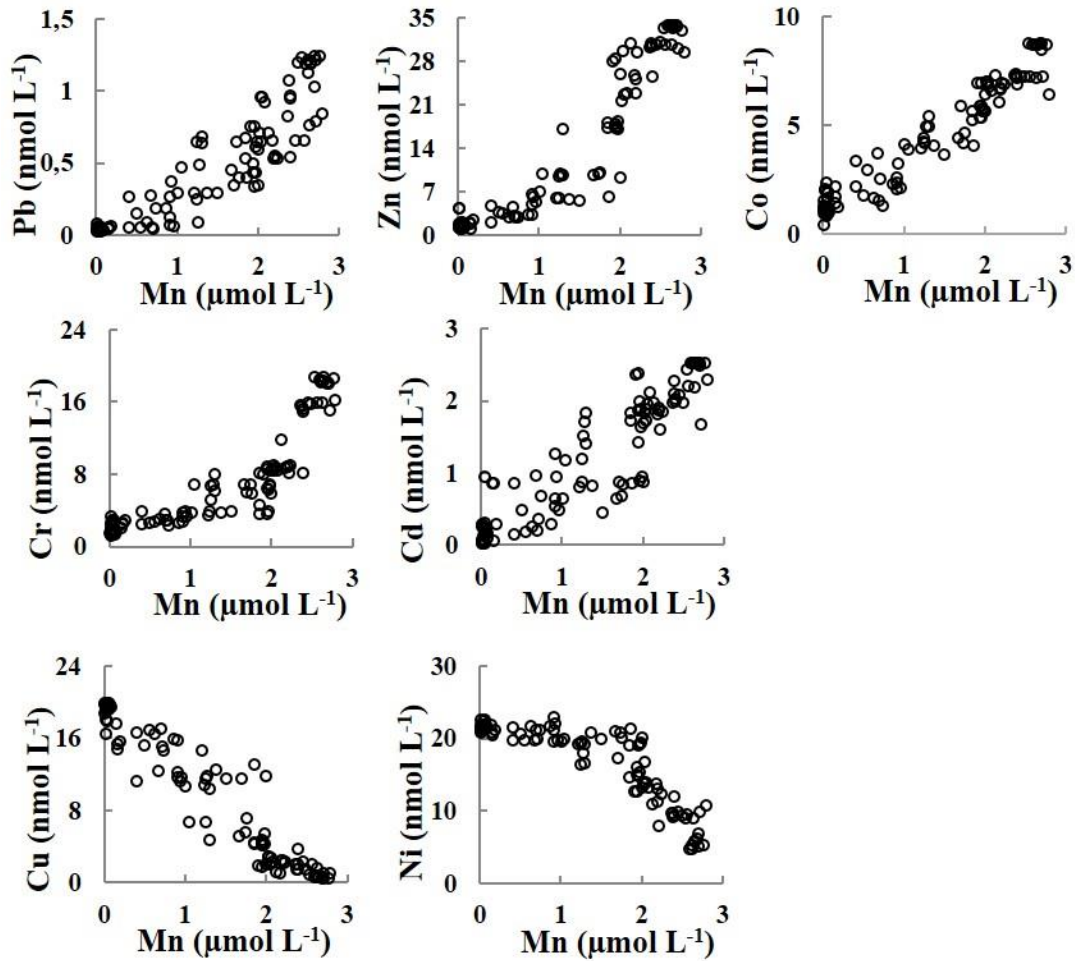 Pb (nmol L-1)
1,5
1
0,5
0
0 1 2 3
Mn (µmol L-1)
Zn (nmol L-1)
35
28
21
14
7
0
0 1 2 3
Mn (µmol L-1)
Co (nmol L-1)
10
5
0
0 1 2 3
Mn (µmol L-1)
Cr (nmol L-1)
24
16
8
0
0 1 2 3
Mn (µmol L-1)
Cd (nmol L-1)
3
2
1
0
0 1 2 3
Mn (µmol L-1)
Cu (nmol L-1)
24
16
8
0
0 1 2 3
Mn (µmol L-1)
Ni (nmol L-1)
30
20
10
0
0 1 2 3
Mn (µmol L-1)